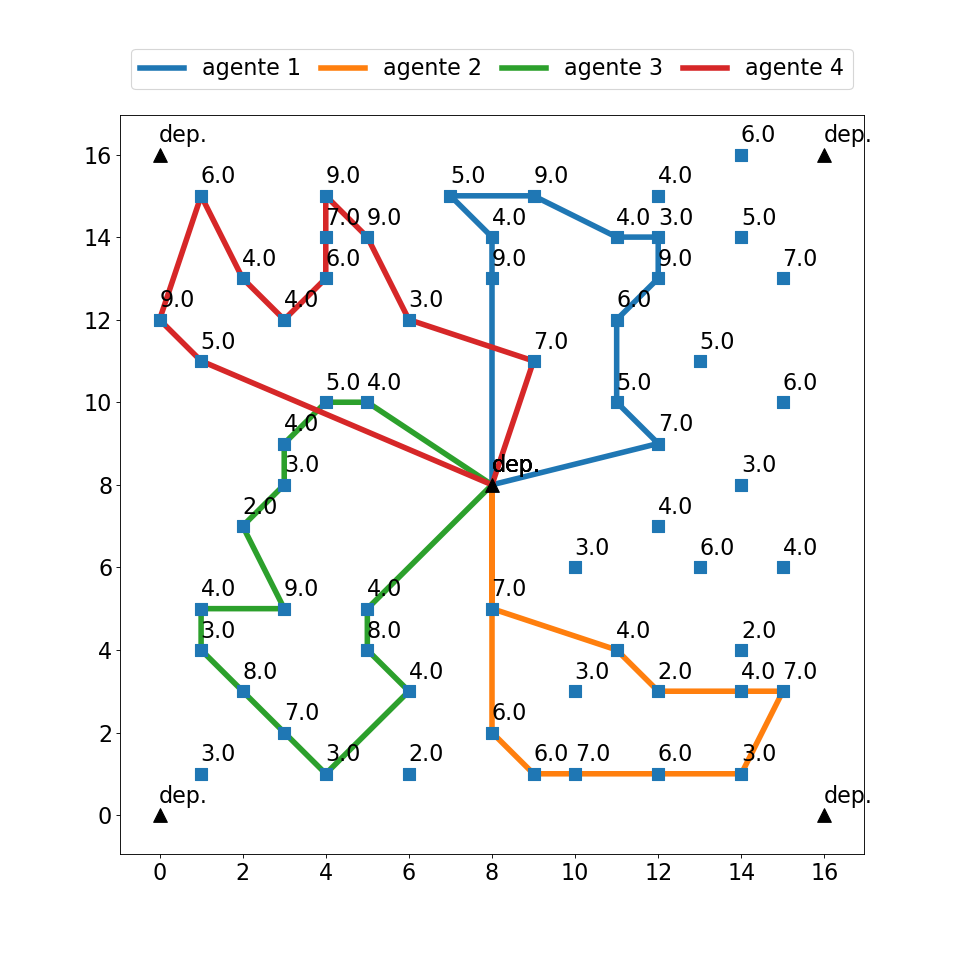 agente 1 agente 2 agente 3 agente 4
dep. 6.0 dep.
16
6.0 9.0 5.0 9.0 4.0
7.0 9.0 4.0 4.0 3.0 5.0
14
4.0 6.0 9.0 9.0 7.0
9.0 4.0 3.0 6.0
12
5.0 7.0 5.0
5.0 4.0 5.0 6.0
10
4.0 7.0
3.0 dep. dep. 3.0
8
2.0 4.0
3.0 6.0 4.0
6
4.0 9.0 4.0 7.0
3.0 8.0 4.0 2.0
4
8.0 4.0 3.0 2.0 4.0 7.0
7.0 6.0
2
3.0 3.0 2.0 6.0 7.0 6.0 3.0
dep. dep.
0
0 2 4 6 8 10 12 14 16